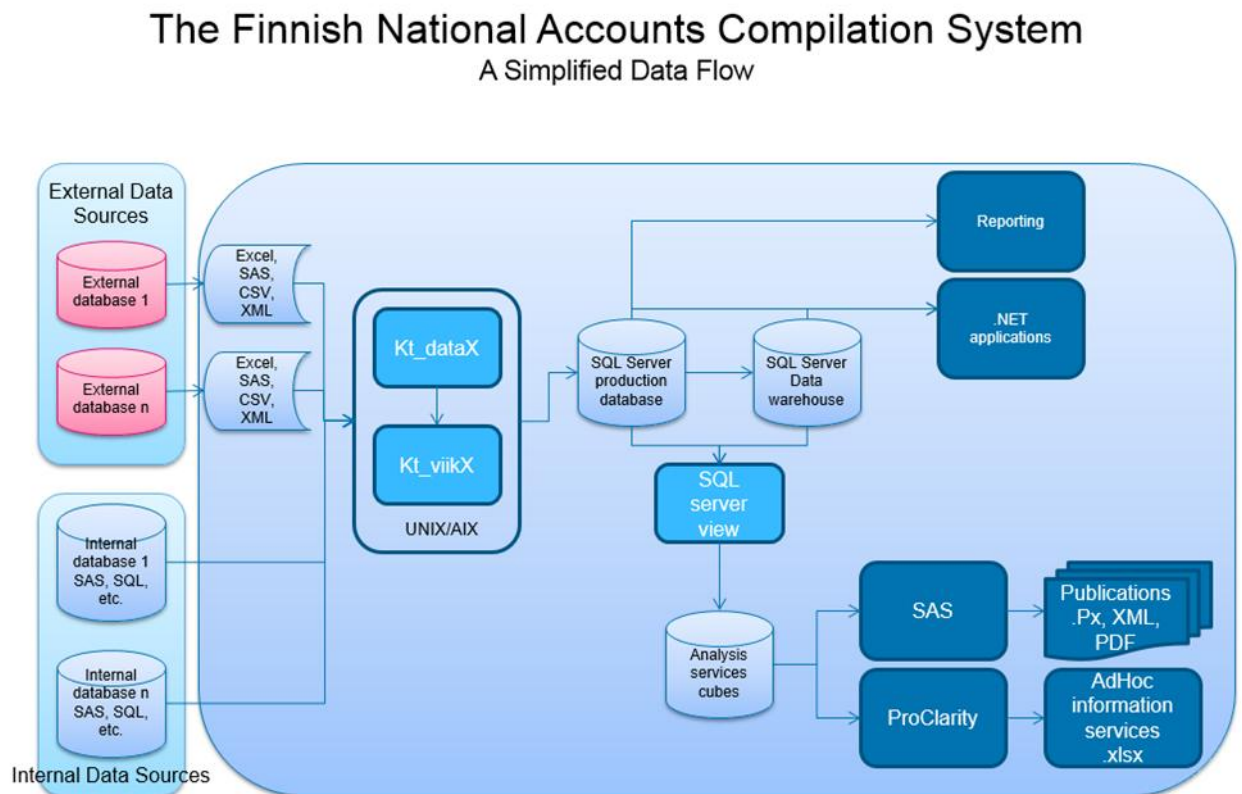 The Finnish National Accounts Compilation System
A Simplified Data Flow
External Data
Sources
External
database 1
External
database n
Excel,
SAS,
CSV,
XML
Excel,
SAS,
CSV,
XML
Internal
database 1
SAS, SQL,
etc.
Internal
database n
SAS, SQL,
etc.
Internal Data Sources
Kt_dataX
Kt_viikX
UNIX/AIX
SQL Server
production
database
SQL Server
Data
warehouse
Reporting
.NET
applications
SQL
server
view
Analysis
services
cubes
SAS
Publications
.Px, XML,
PDF
ProClarity
AdHoc
information
services
.xlsx